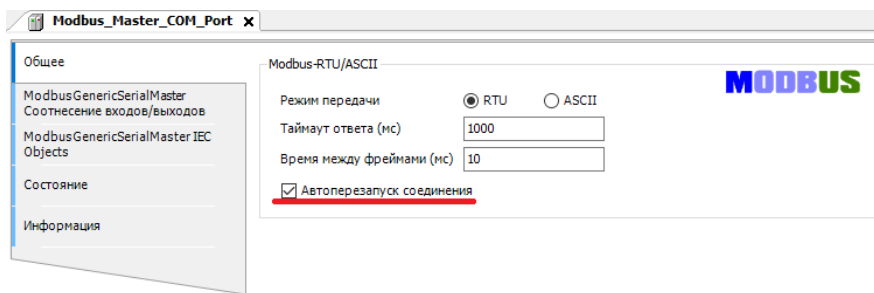 Modbus_Master_COM_Port X
Общее
ModbusGenericSerialMaster
Соотнесение входов/выходов
ModbusGenericSerialMaster IEC
Objects
Состояние
Информация
Modbus-RTU/ASCII
MODBUS
Режим передачи RTU ASCII
Таймаут ответа (мс) 1000
Время между фреймами (мс) 10
Автоперезапуск соединения